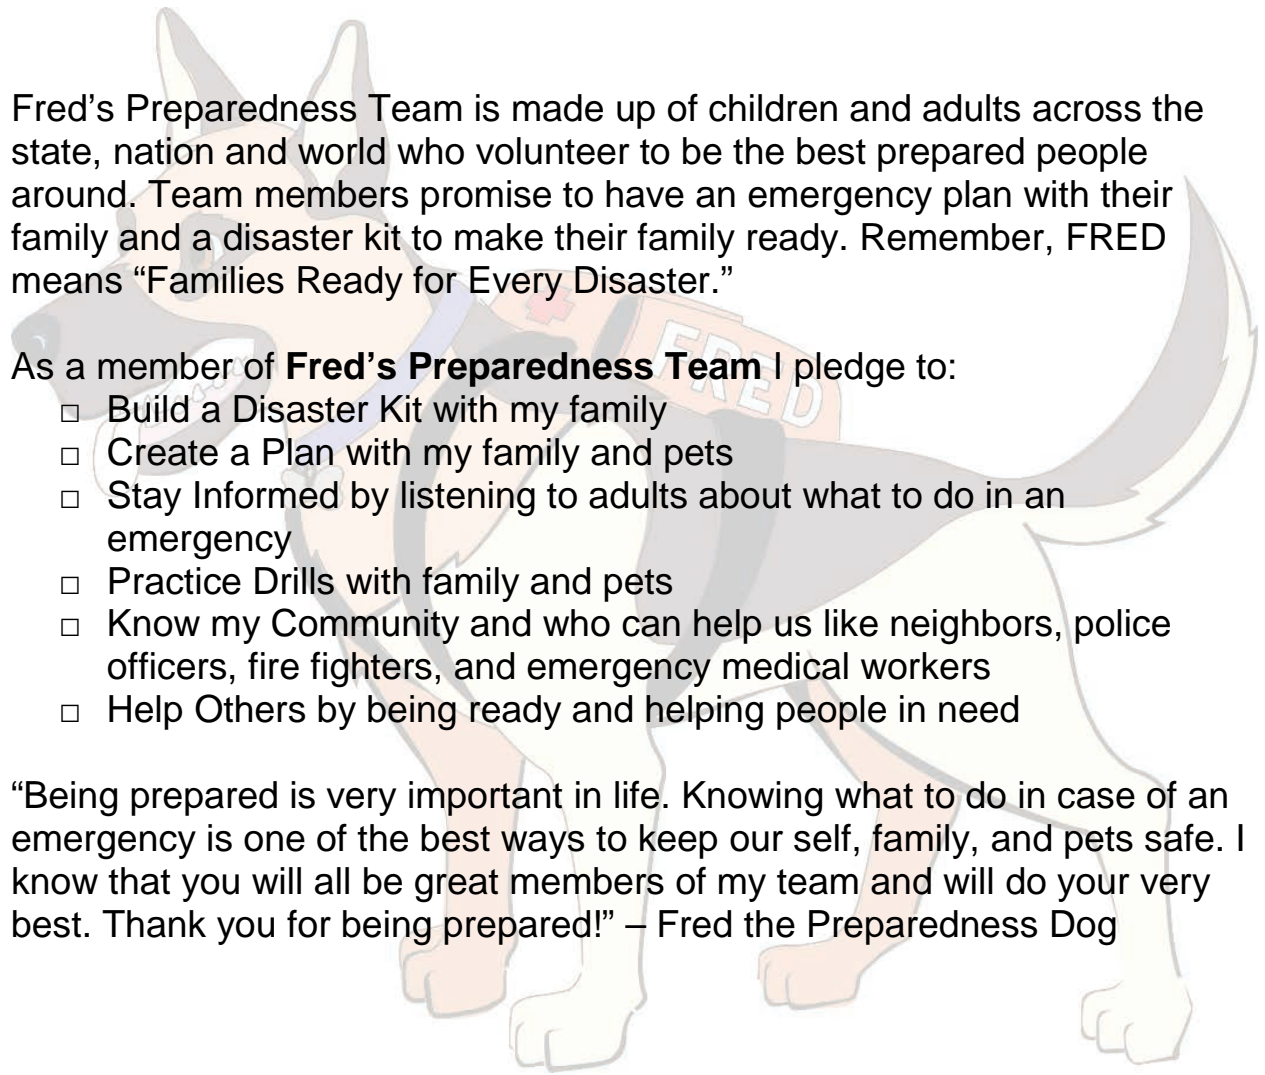 Fred’s Preparedness Team is made up of children and adults across the
state, nation and world who volunteer to be the best prepared people
around. Team members promise to have an emergency plan with their
family and a disaster kit to make their family ready. Remember, FRED
means “Families Ready for Every Disaster.”
FRED
As a member of Fred’s Preparedness Team I pledge to:
□ Build a Disaster Kit with my family
□ Create a Plan with my family and pets
□ Stay Informed by listening to adults about what to do in an
emergency
□ Practice Drills with family and pets
□ Know my Community and who can help us like neighbors, police
officers, fire fighters, and emergency medical workers
□ Help Others by being ready and helping people in need
“Being prepared is very important in life. Knowing what to do in case of an
emergency is one of the best ways to keep our self, family, and pets safe. I
know that you will all be great members of my team and will do your very
best. Thank you for being prepared!” – Fred the Preparedness Dog